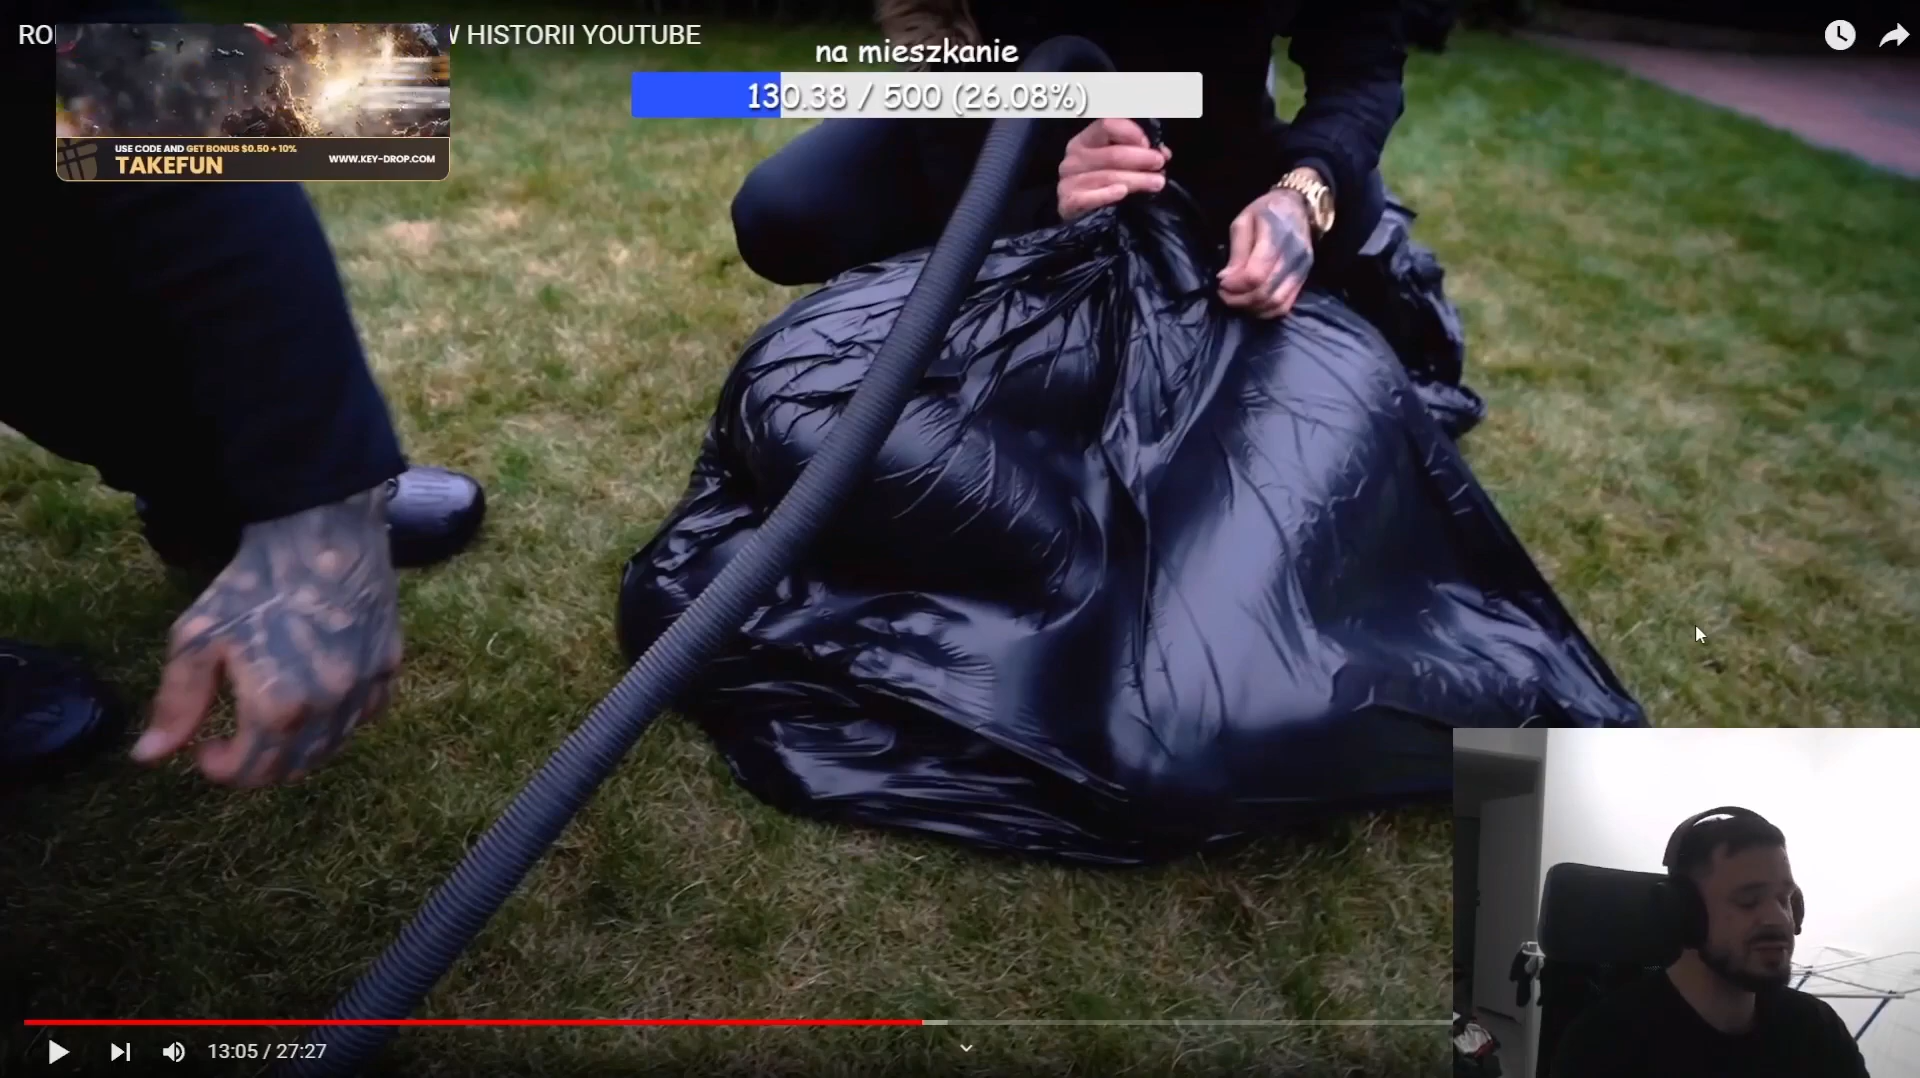 W HISTORII YOUTUBE
na mieszkanie
130.38 / 500 (26.08%)
USE CODE AND GET BONUS $0.50 + 10%
TAKEFUN
WWW.KEY-DROP.COM
13:05 / 27:27